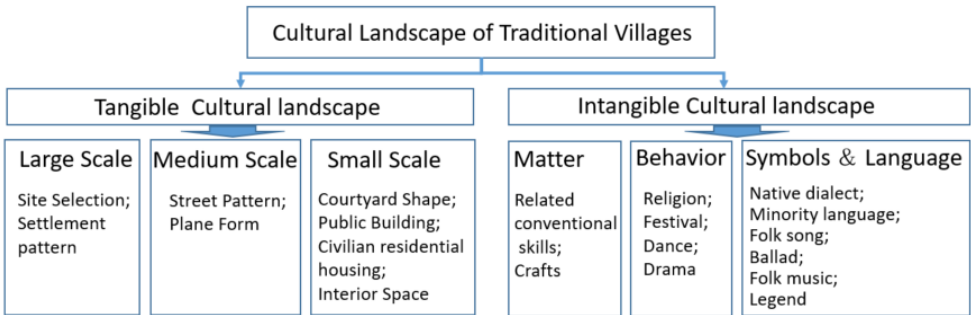 Cultural Landscape of Traditional Villages
Tangible Cultural landscape
Intangible Cultural landscape
Large Scale
Site Selection;
Settlement
pattern
Medium Scale
Street Pattern;
Plane Form
Small Scale
Courtyard Shape;
Public Building;
Civilian residential
housing;
Interior Space
Matter
Related
conventional
skills;
Crafts
Behavior
Religion;
Festival;
Dance;
Drama
Symbols & Language
Native dialect;
Minority language;
Folk song;
Ballad;
Folk music;
Legend